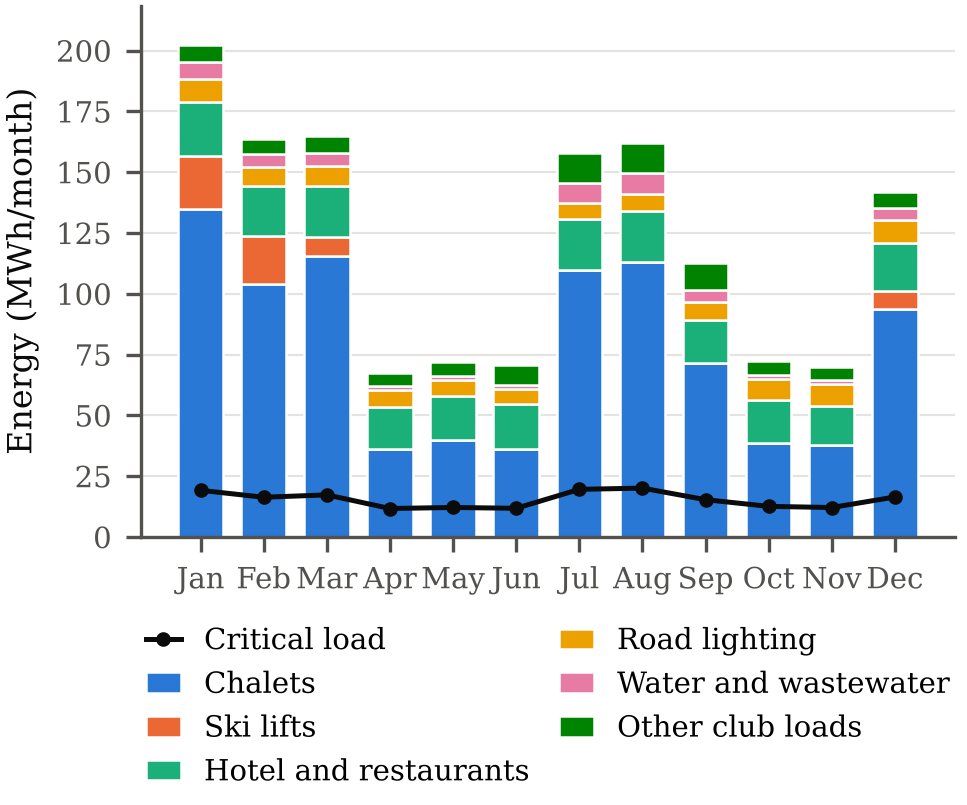 Energy (MWh/month)
200
175
150
125
100
75
50
25
0
Jan Feb Mar Apr May Jun Jul Aug Sep Oct Nov Dec
Critical load
Chalets
Ski lifts
Hotel and restaurants
Road lighting
Water and wastewater
Other club loads